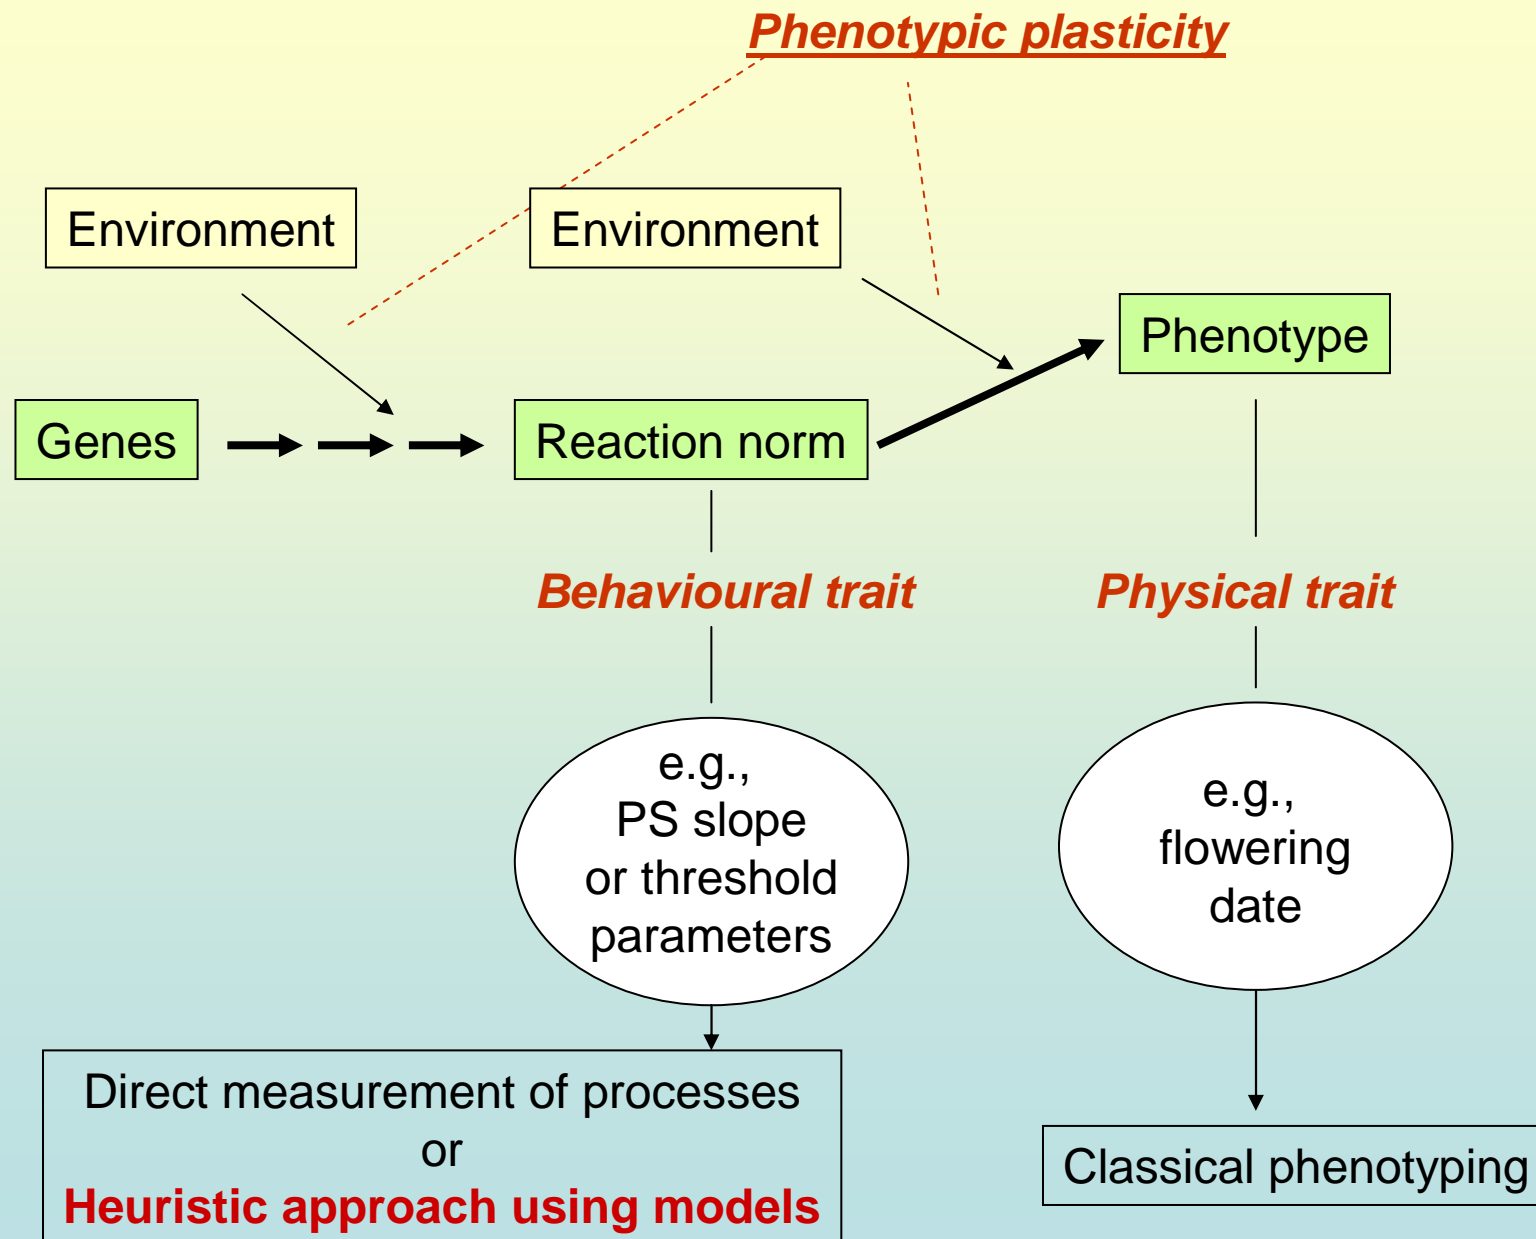 Phenotypic plasticity
Environment
Environment
Phenotype
Genes
Reaction norm
Behavioural trait
Physical trait
e.g.,
PS slope
or threshold
parameters
e.g.,
flowering
date
Direct measurement of processes
or
Heuristic approach using models
Classical phenotyping